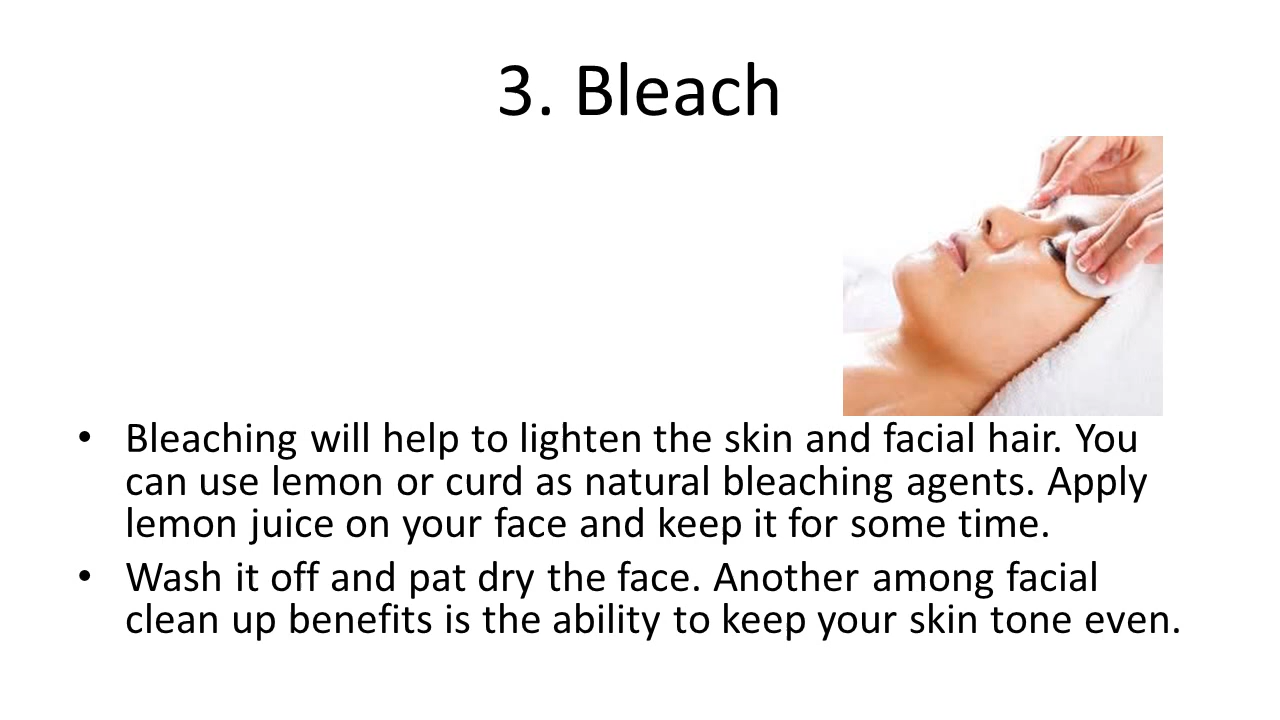 3. Bleach
• Bleaching will help to lighten the skin and facial hair. You
can use lemon or curd as natural bleaching agents. Apply
lemon juice on your face and keep it for some time.
• Wash it off and pat dry the face. Another among facial
clean up benefits is the ability to keep your skin tone even.